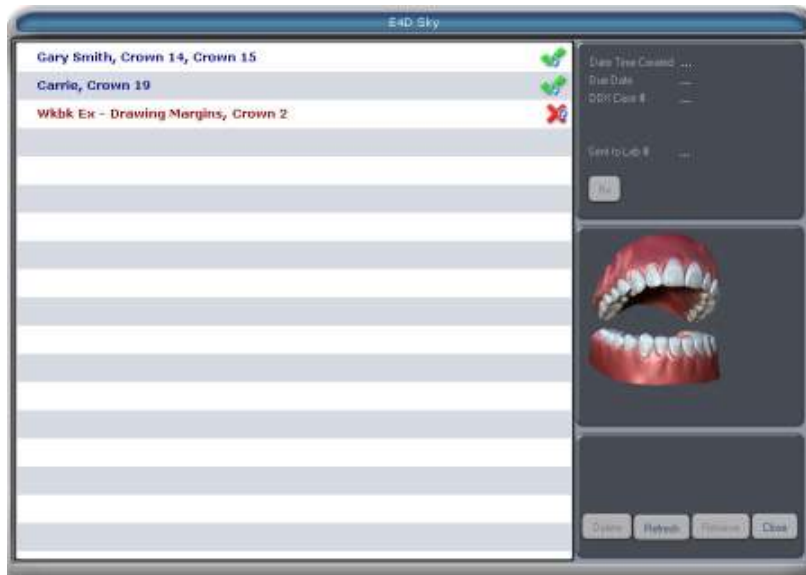 E4D Sky
Gary Smith, Crown 14, Crown 15
Carrie, Crown 19
Wkbk Ex - Drawing Margins, Crown 2
Date Time Created ...
Due Date ...
DDX Case # ...
Sent to Lab # ...
Rx
Delete Refresh Retrieve Close